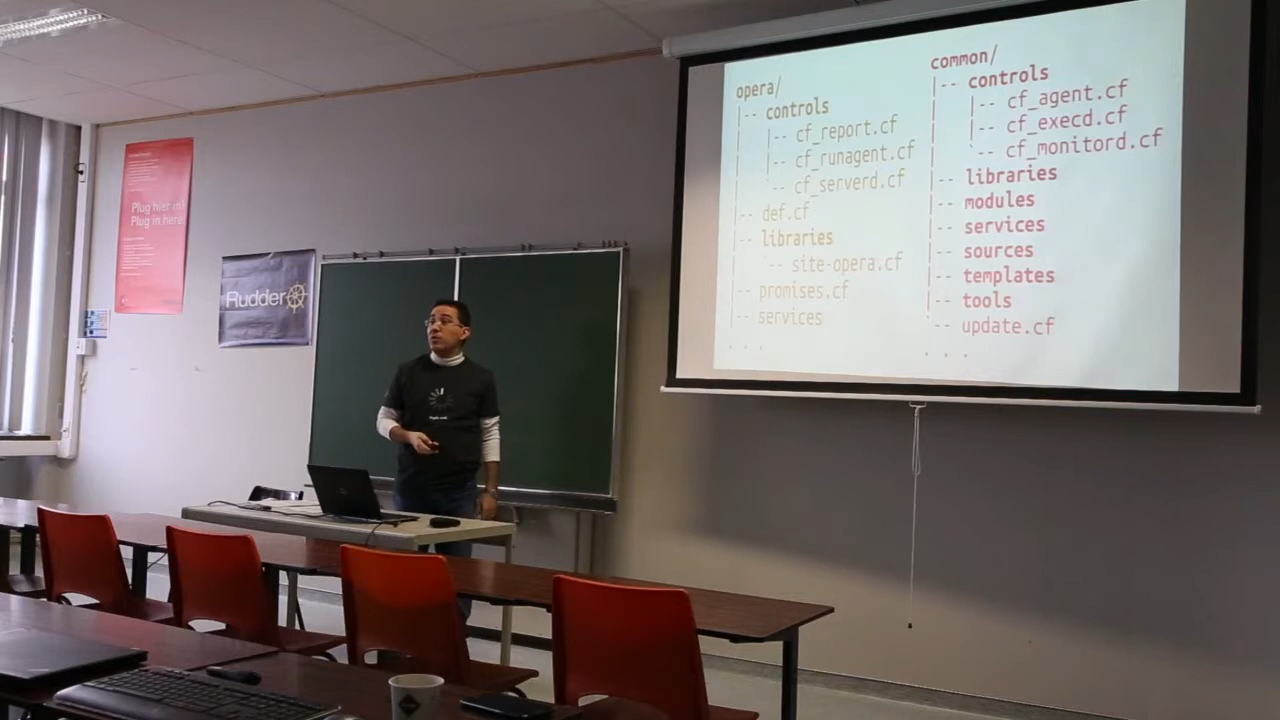 Plug hier in!
Plug in here!
Rudder
opera/
|-- controls
|   |-- cf_report.cf
|   |-- cf_runagent.cf
|   `-- cf_serverd.cf
|-- def.cf
|-- libraries
|   `-- site-opera.cf
|-- promises.cf
|-- services
. . .
common/
|-- controls
|   |-- cf_agent.cf
|   |-- cf_execd.cf
|   `-- cf_monitord.cf
|-- libraries
|-- modules
|-- services
|-- sources
|-- templates
|-- tools
`-- update.cf
. . .